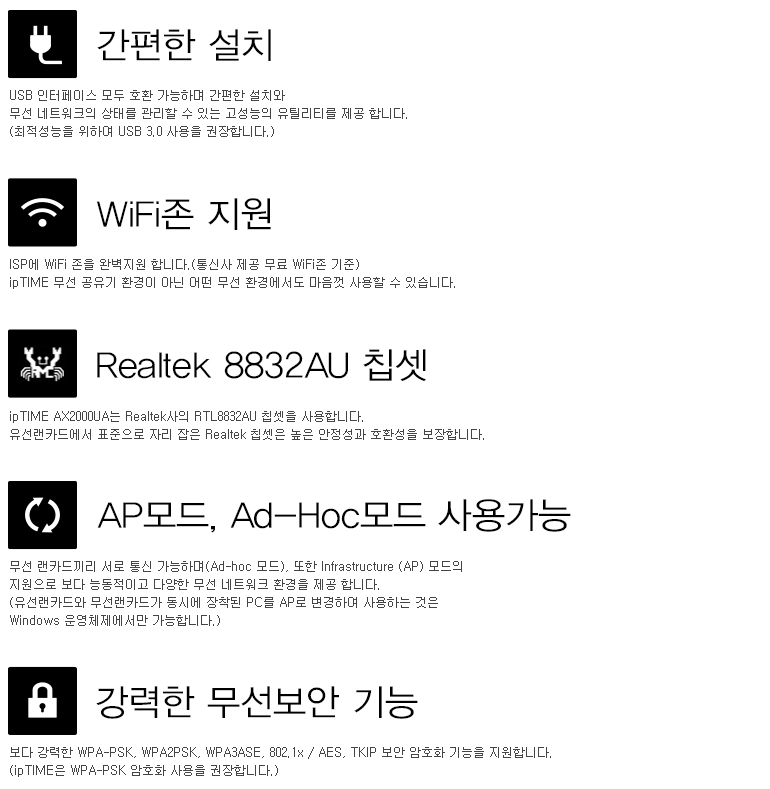 간편한 설치
USB 인터페이스 모두 호환 가능하며 간편한 설치와
무선 네트워크의 상태를 관리할 수 있는 고성능의 유틸리티를 제공 합니다.
(최적성능을 위하여 USB 3.0 사용을 권장합니다.)
WiFi존 지원
ISP에 WiFi 존을 완벽지원 합니다.(통신사 제공 무료 WiFi존 기준)
ipTIME 무선 공유기 환경이 아닌 어떤 무선 환경에서도 마음껏 사용할 수 있습니다.
Realtek 8832AU 칩셋
ipTIME AX2000UA는 Realtek사의 RTL8832AU 칩셋을 사용합니다.
유선랜카드에서 표준으로 자리 잡은 Realtek 칩셋은 높은 안정성과 호환성을 보장합니다.
AP모드, Ad-Hoc모드 사용가능
무선 랜카드끼리 서로 통신 가능하며(Ad-hoc 모드), 또한 Infrastructure (AP) 모드의
지원으로 보다 능동적이고 다양한 무선 네트워크 환경을 제공 합니다.
(유선랜카드와 무선랜카드가 동시에 장착된 PC를 AP로 변경하여 사용하는 것은
Windows 운영체제에서만 가능합니다.)
강력한 무선보안 기능
보다 강력한 WPA-PSK, WPA2PSK, WPA3ASE, 802.1x / AES, TKIP 보안 암호화 기능을 지원합니다.
(ipTIME은 WPA-PSK 암호화 사용을 권장합니다.)